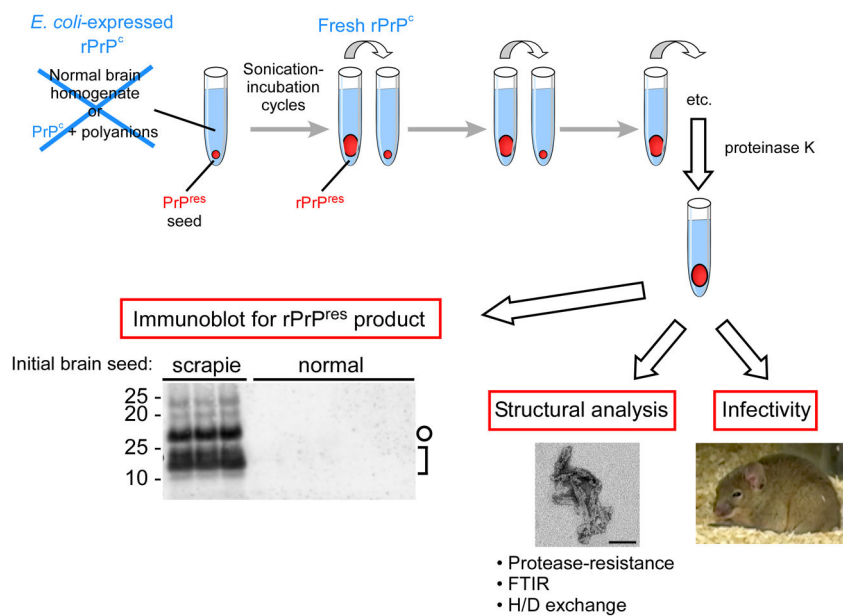 E. coli-expressed
rPrPᶜ
Normal brain
homogenate
or
PrPᶜ + polyanions
PrPʳᵉˢ
seed
Sonication-
incubation
cycles
Fresh rPrPᶜ
rPrPʳᵉˢ
etc.
proteinase K
Immunoblot for rPrPʳᵉˢ product
Initial brain seed: scrapie normal
25 -
20 -
25 -
10 -
Structural analysis
Infectivity
• Protease-resistance
• FTIR
• H/D exchange